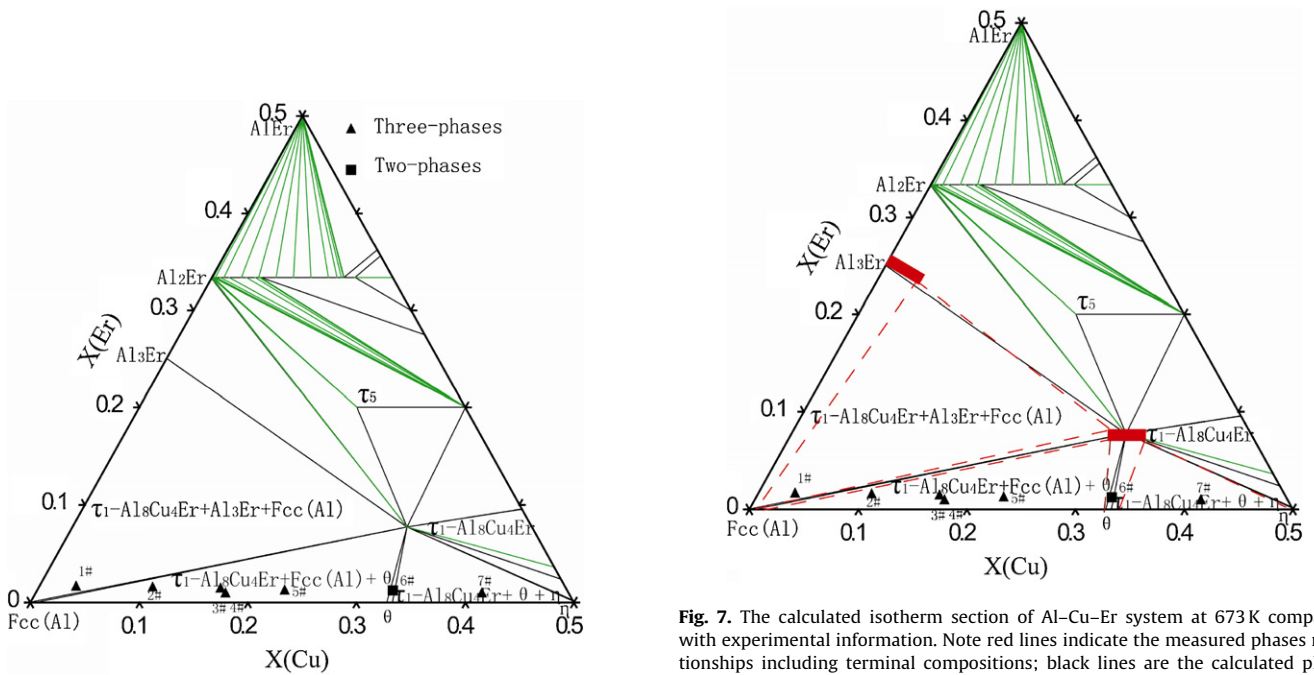 0.5
AlEr
▲ Three-phases
■ Two-phases
0.4
Al2Er
0.3
X(Er)
Al3Er
0.2
τ5
0.1
τ1-Al8Cu4Er+Al3Er+Fcc(Al)
τ1-Al8Cu4Er
1#
τ1-Al8Cu4Er+Fcc(Al)+θ
2#
3# 4#
5#
6#
7#
τ1-Al8Cu4Er+θ+η
0
Fcc(Al)
θ
η
0.1 0.2 0.3 0.4 0.5
X(Cu)
0.5
AlEr
0.4
Al2Er
0.3
X(Er)
Al3Er
0.2
τ5
0.1
τ1-Al8Cu4Er+Al3Er+Fcc(Al)
τ1-Al8Cu4Er
1#
τ1-Al8Cu4Er+Fcc(Al)+θ
2#
3# 4#
5#
6#
7#
1-Al8Cu4Er+θ+η
0
Fcc(Al)
θ
η
0.1 0.2 0.3 0.4 0.5
X(Cu)
Fig. 7. The calculated isotherm section of Al–Cu–Er system at 673 K comp
with experimental information. Note red lines indicate the measured phases r
tionships including terminal compositions; black lines are the calculated p